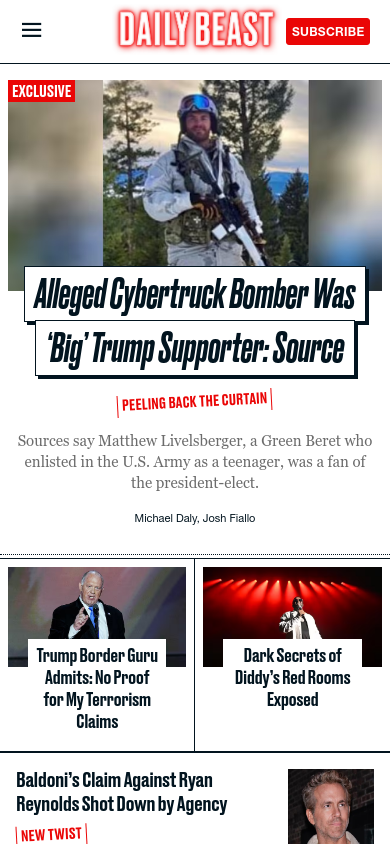 DAILY BEAST
SUBSCRIBE
EXCLUSIVE
Alleged Cybertruck Bomber Was
‘Big’ Trump Supporter: Source
PEELING BACK THE CURTAIN
Sources say Matthew Livelsberger, a Green Beret who
enlisted in the U.S. Army as a teenager, was a fan of
the president-elect.
Michael Daly, Josh Fiallo
Trump Border Guru
Admits: No Proof
for My Terrorism
Claims
Dark Secrets of
Diddy’s Red Rooms
Exposed
Baldoni’s Claim Against Ryan
Reynolds Shot Down by Agency
NEW TWIST